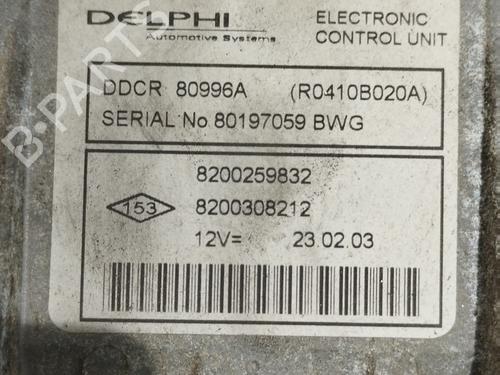 DELPHI
Automotive Systems
ELECTRONIC
CONTROL UNIT
DDCR 80996A (R0410B020A)
SERIAL No 80197059 BWG
8200259832
153 8200308212
12V= 23.02.03
B-PARTS